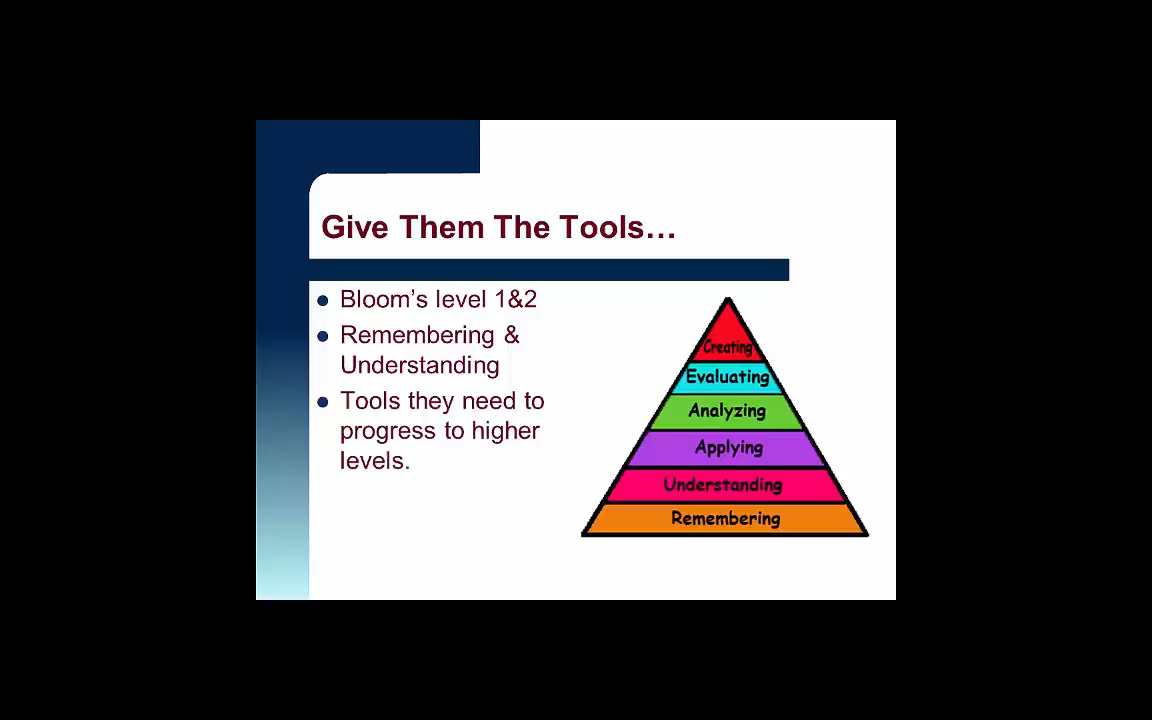 Give Them The Tools…
Bloom's level 1&2
Remembering &
Understanding
Tools they need to
progress to higher
levels.
Creating
Evaluating
Analyzing
Applying
Understanding
Remembering